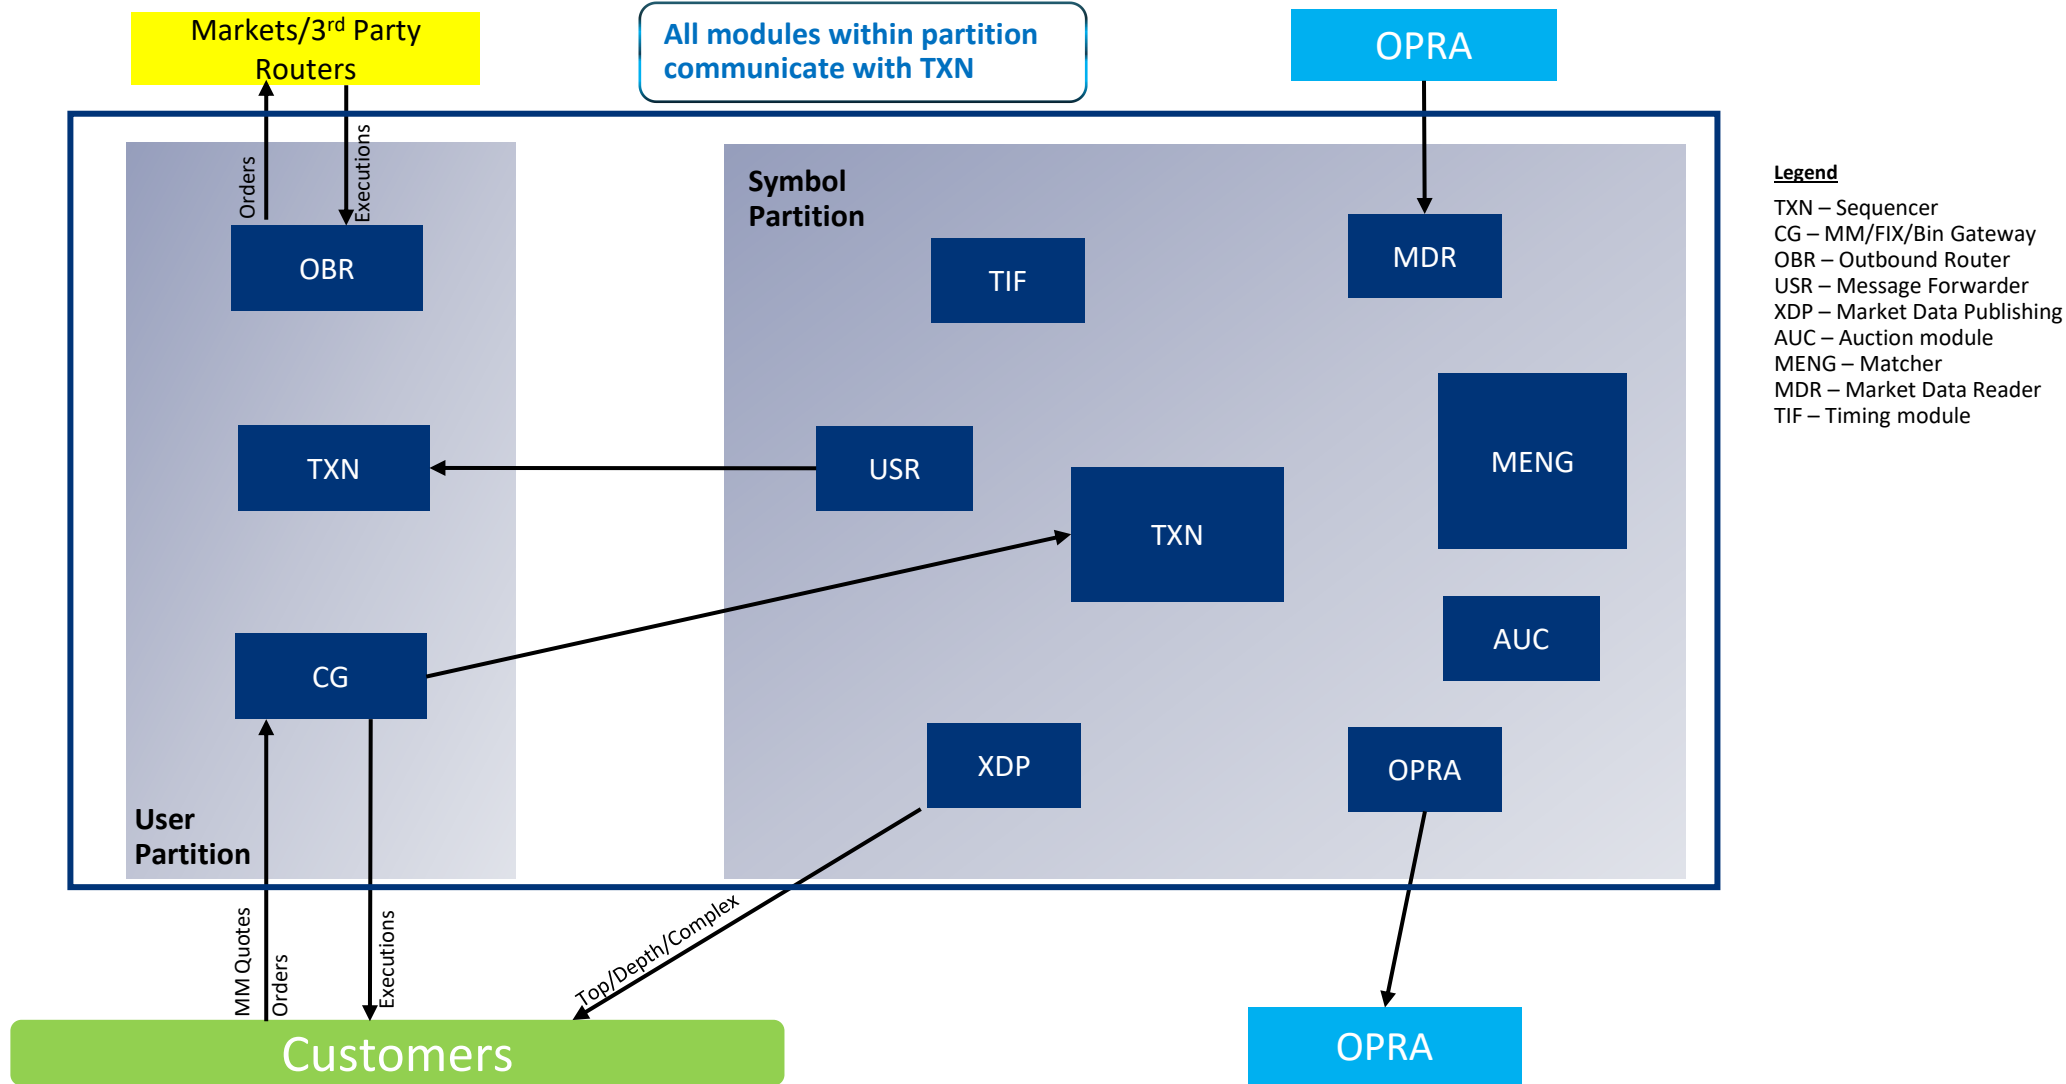 Markets/3rd Party
Routers
All modules within partition
communicate with TXN
OPRA
Orders
Executions
Symbol
Partition
Legend
TXN – Sequencer
CG – MM/FIX/Bin Gateway
OBR – Outbound Router
USR – Message Forwarder
XDP – Market Data Publishing
AUC – Auction module
MENG – Matcher
MDR – Market Data Reader
TIF – Timing module
OBR
TIF
MDR
TXN
USR
MENG
TXN
AUC
CG
XDP
OPRA
User
Partition
MM Quotes
Orders
Executions
Top/Depth/Complex
Customers
OPRA